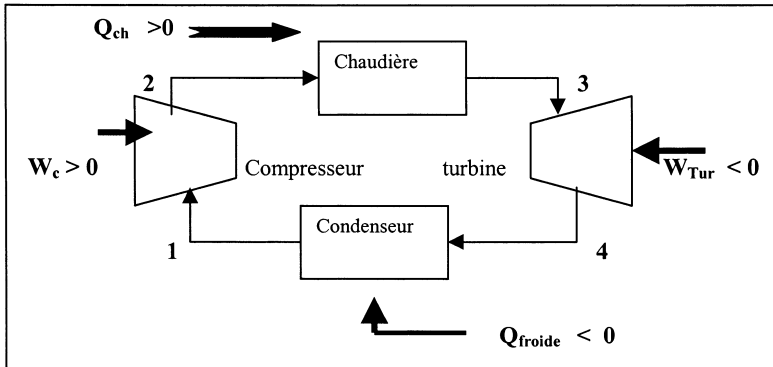 Q_ch >0
Chaudière
2
3
W_c > 0
Compresseur
turbine
W_Tur < 0
Condenseur
1
4
Q_froide < 0